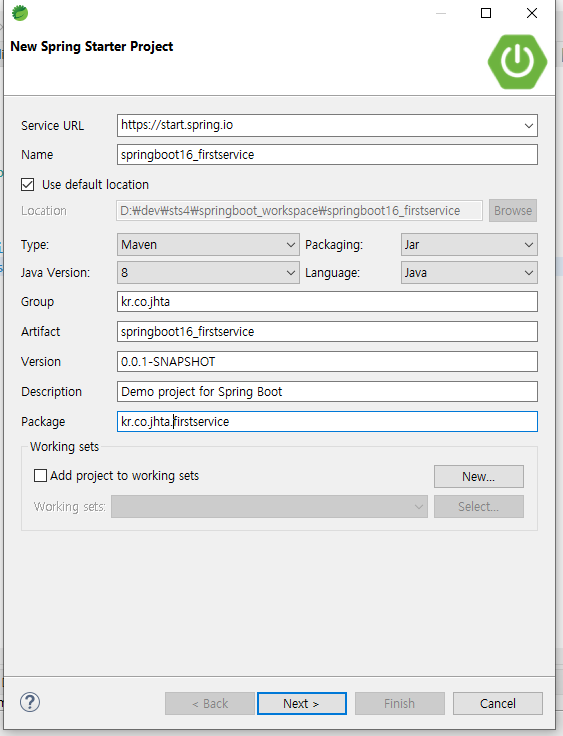 New Spring Starter Project
Service URL https://start.spring.io
Name springboot16_firstservice
Use default location
Location D:₩dev₩sts4₩springboot_workspace₩springboot16_firstservice Browse
Type: Maven Packaging: Jar
Java Version: 8 Language: Java
Group kr.co.jhta
Artifact springboot16_firstservice
Version 0.0.1-SNAPSHOT
Description Demo project for Spring Boot
Package kr.co.jhta.firstservice
Working sets
Add project to working sets New...
Working sets: Select...
? < Back Next > Finish Cancel